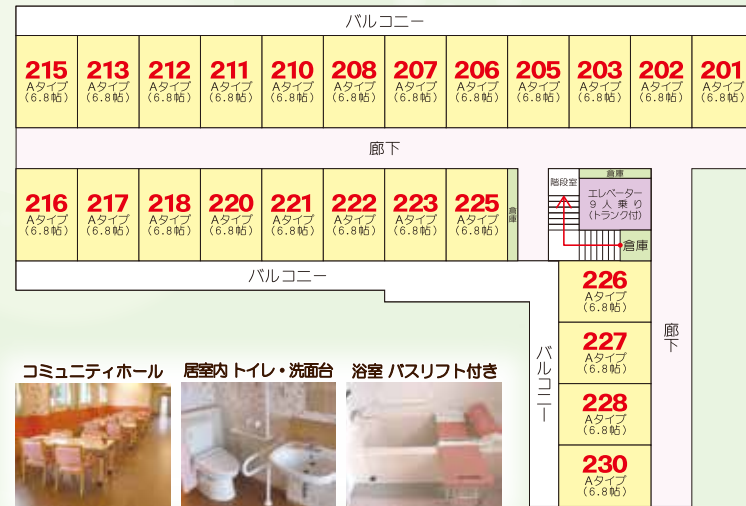 バルコニー
215 213 212 211 210 208 207 206 205 203 202 201
Aタイプ Aタイプ Aタイプ Aタイプ Aタイプ Aタイプ Aタイプ Aタイプ Aタイプ Aタイプ Aタイプ Aタイプ
(6.8帖) (6.8帖) (6.8帖) (6.8帖) (6.8帖) (6.8帖) (6.8帖) (6.8帖) (6.8帖) (6.8帖) (6.8帖) (6.8帖)
廊下
216 217 218 220 221 222 223 225
Aタイプ Aタイプ Aタイプ Aタイプ Aタイプ Aタイプ Aタイプ Aタイプ
(6.8帖) (6.8帖) (6.8帖) (6.8帖) (6.8帖) (6.8帖) (6.8帖) (6.8帖)
倉庫
階段室
倉庫
エレベーター
9人乗り
(トランク付)
倉庫
バルコニー
226
Aタイプ
(6.8帖)
227
Aタイプ
(6.8帖)
228
Aタイプ
(6.8帖)
230
Aタイプ
(6.8帖)
バルコニー
廊下
コミュニティホール
居室内 トイレ・洗面台
浴室 バスリフト付き